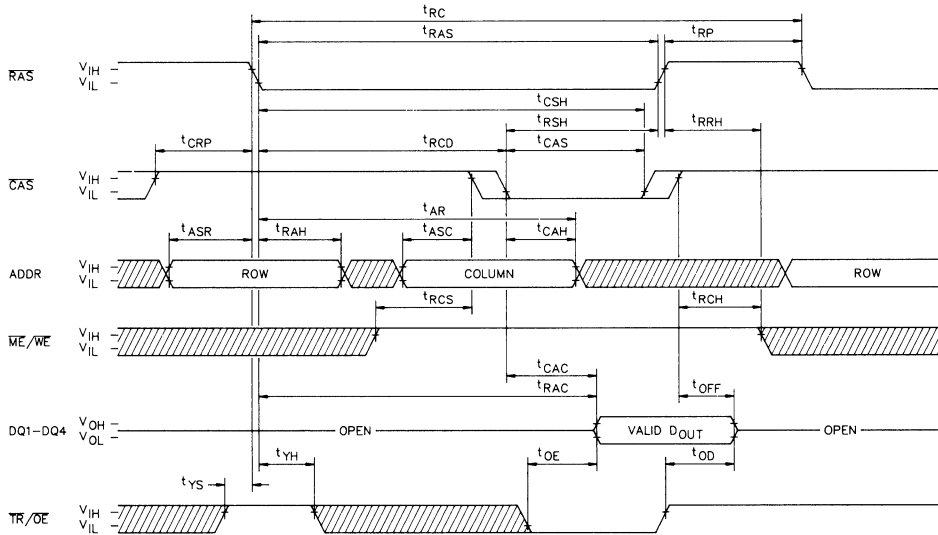 tRC
tRAS
tRP
RAS VIH
VIL
tCSH
tRSH
tRRH
tCRP
tRCD
tCAS
CAS VIH
VIL
tAR
tASR
tRAH
tASC
tCAH
ADDR VIH
VIL
ROW
COLUMN
ROW
tRCS
tRCH
ME/WE VIH
VIL
tCAC
tRAC
tOFF
DQ1-DQ4 VOH
VOL
OPEN
VALID DOUT
OPEN
tYH
tOE
tOD
tYS
TR/OE VIH
VIL